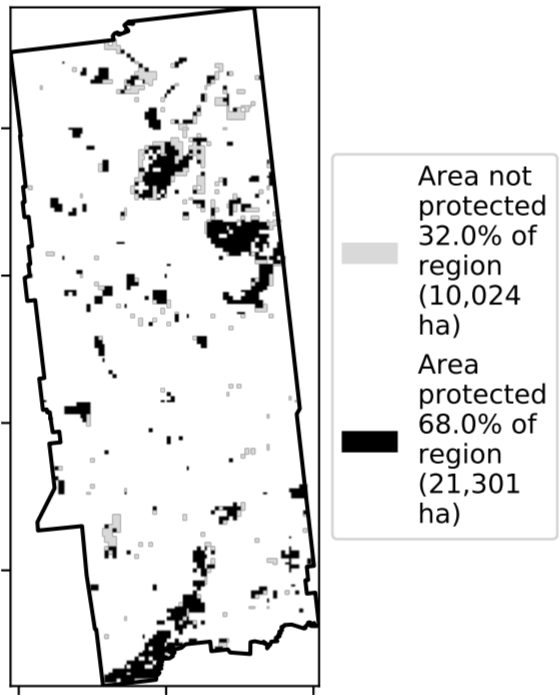 Area not
protected
32.0% of
region
(10,024
ha)
Area
protected
68.0% of
region
(21,301
ha)